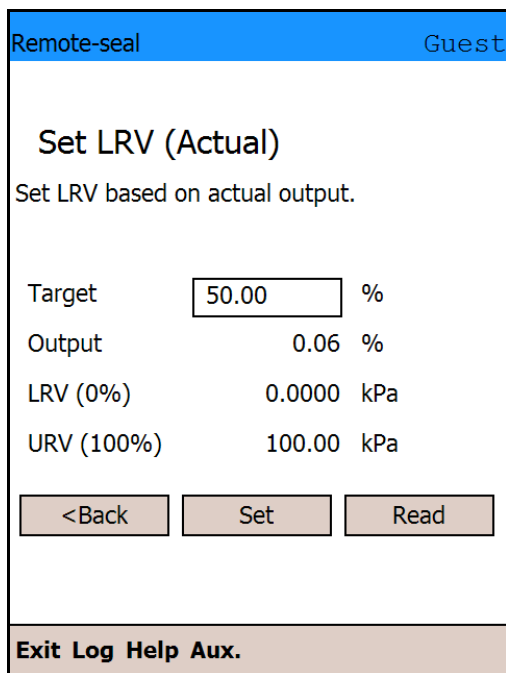 Remote-seal Guest
Set LRV (Actual)
Set LRV based on actual output.
Target 50.00 %
Output 0.06 %
LRV (0%) 0.0000 kPa
URV (100%) 100.00 kPa
<Back Set Read
Exit Log Help Aux.